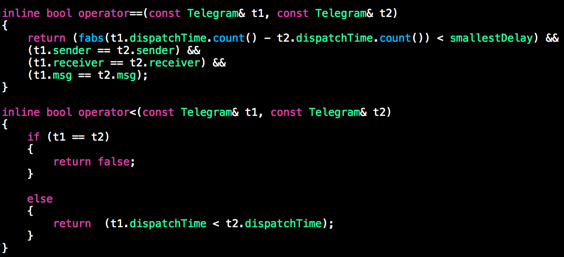 inline bool operator==(const Telegram& t1, const Telegram& t2)
{
    return (fabs(t1.dispatchTime.count() - t2.dispatchTime.count()) < smallestDelay) &&
    (t1.sender == t2.sender) &&
    (t1.receiver == t2.receiver) &&
    (t1.msg == t2.msg);
}
inline bool operator<(const Telegram& t1, const Telegram& t2)
{
    if (t1 == t2)
    {
        return false;
    }
    else
    {
        return  (t1.dispatchTime < t2.dispatchTime);
    }
}